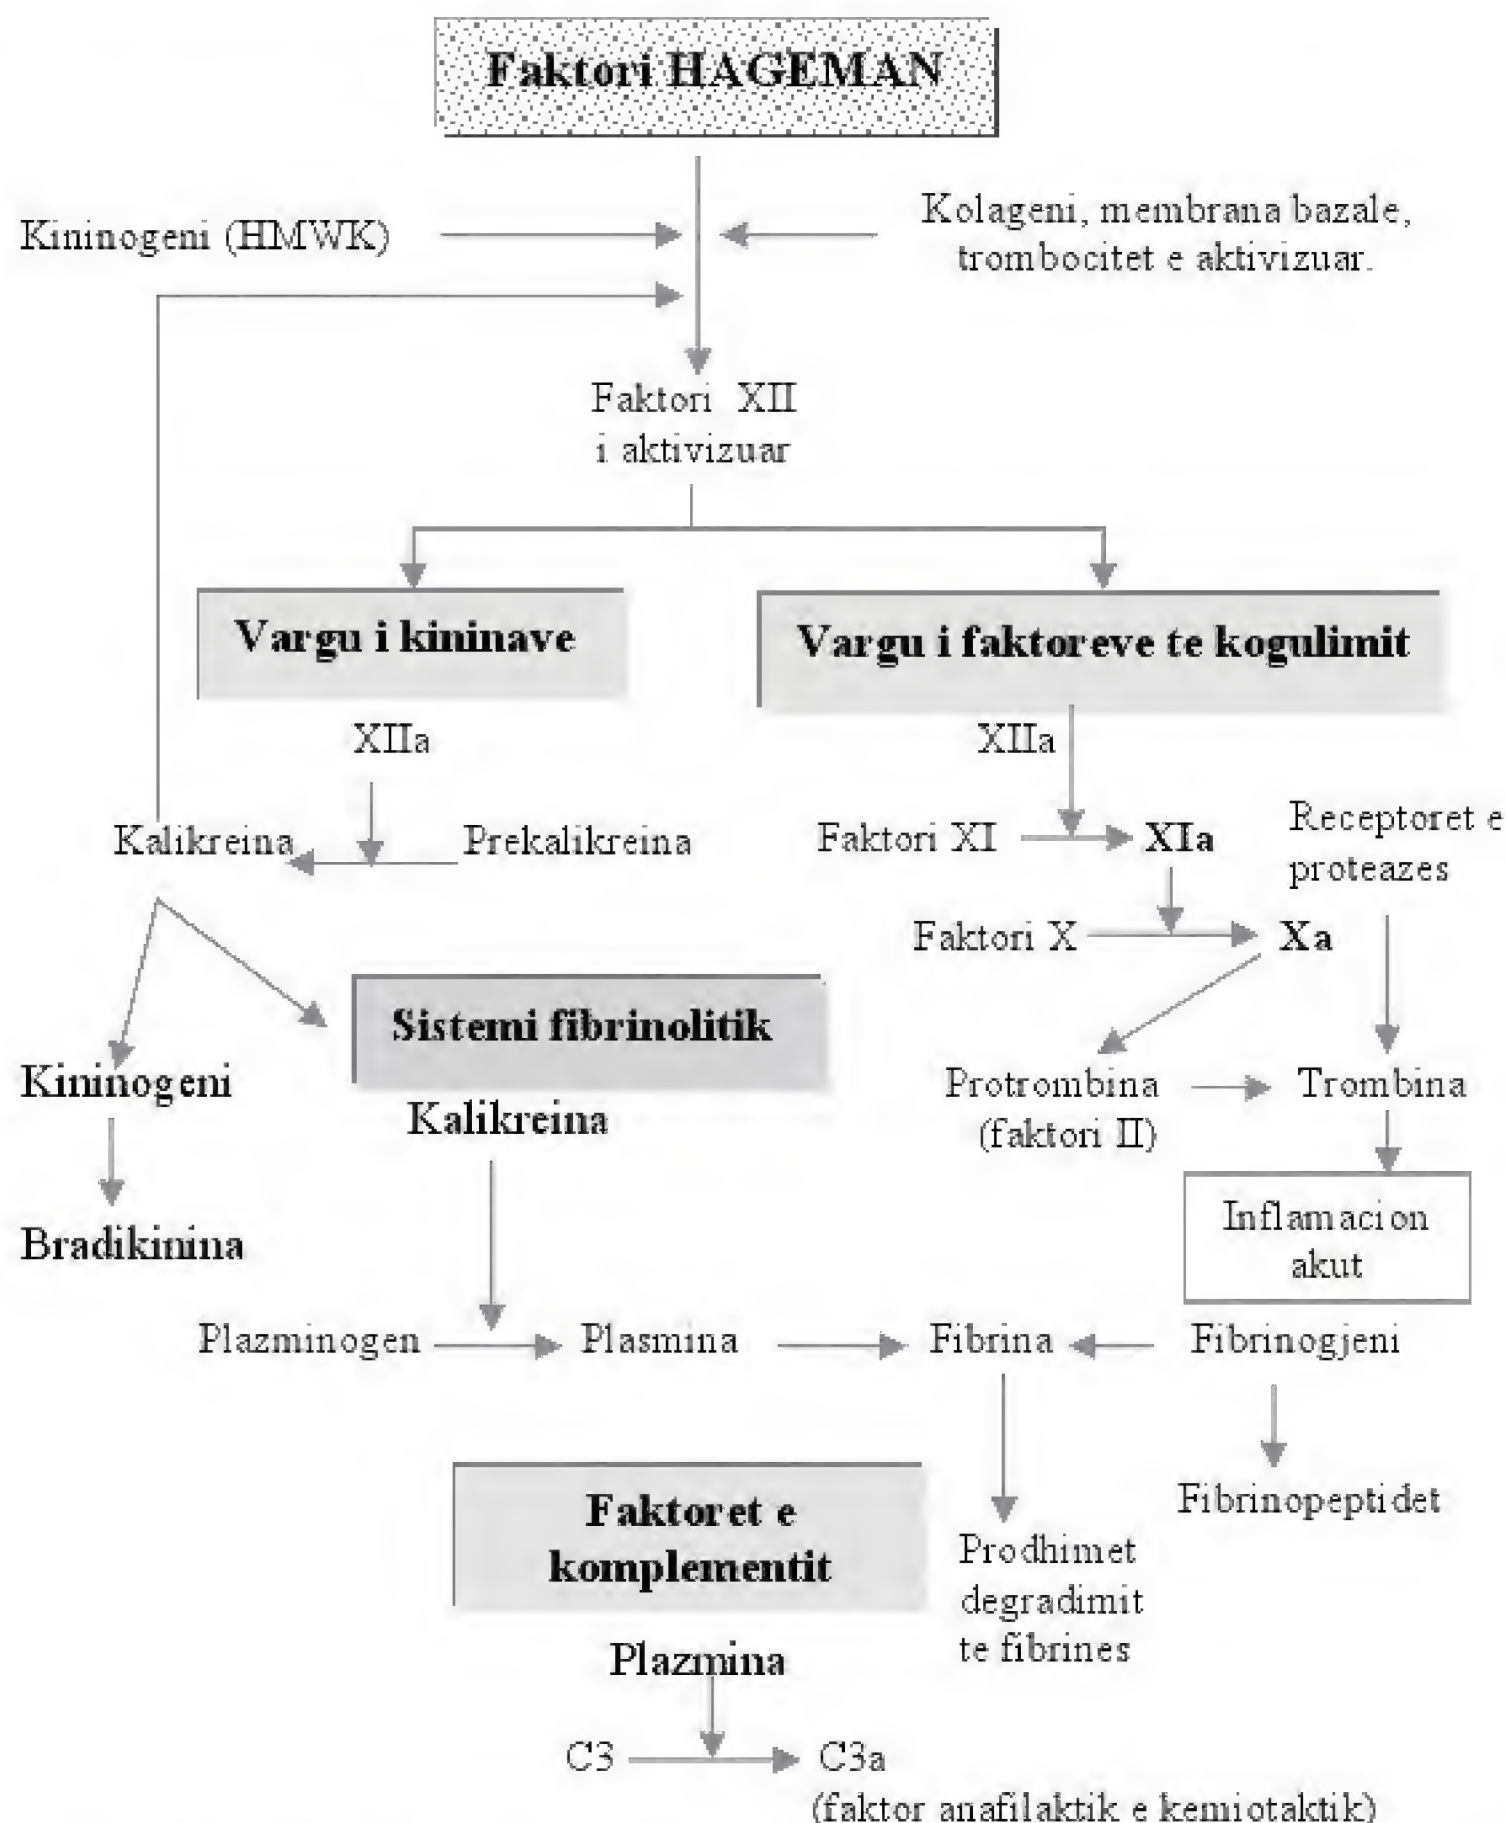 Faktori HAGEMAN
Kininogeni (HMWK)
Kolageni, membrana bazale,
trombocitet e aktivizuar.
Faktori XII
i aktivizuar
Vargu i kininave
Vargu i faktoreve te kogulimit
XIIa
XIIa
Kalikreina
Prekalikreina
Faktori XI
XIa
Receptoret e
proteazes
Faktori X
Xa
Sistemi fibrinolitik
Kininogeni
Kalikreina
Protrombina
(faktori II)
Trombina
Bradikinina
Inflamacion
akut
Plazminogen
Plasmina
Fibrina
Fibrinogjeni
Faktoret e
komplementit
Fibrinopeptidet
Prodhimet
degradimit
te fibrines
Plazmina
C3
C3a
(faktor anafilaktik e kemiotaktik)